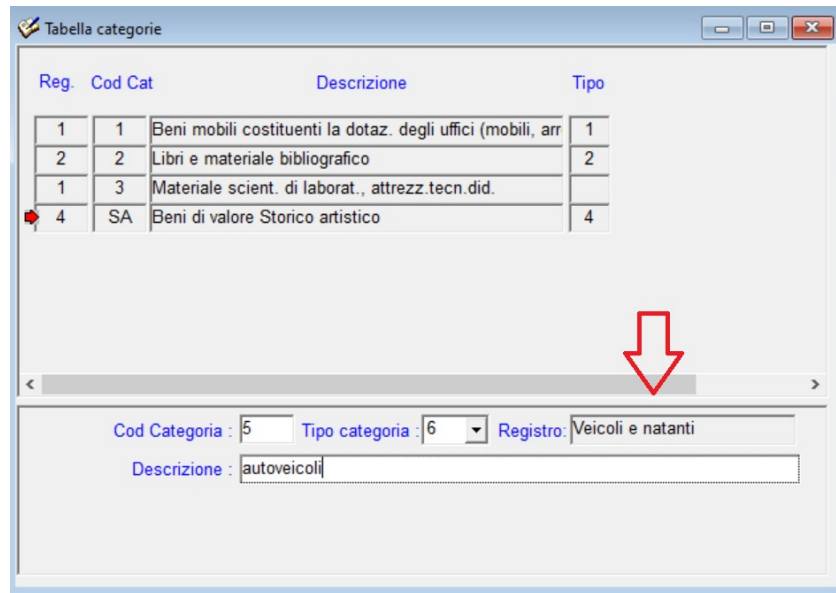 Tabella categorie
Reg. Cod Cat Descrizione Tipo
1 1 Beni mobili costituenti la dotaz. degli uffici (mobili, arr 1
2 2 Libri e materiale bibliografico 2
1 3 Materiale scient. di laborat., attrezz.tecn.did.
4 SA Beni di valore Storico artistico 4
Cod Categoria : 5 Tipo categoria : 6 Registro: Veicoli e natanti
Descrizione : autoveicoli